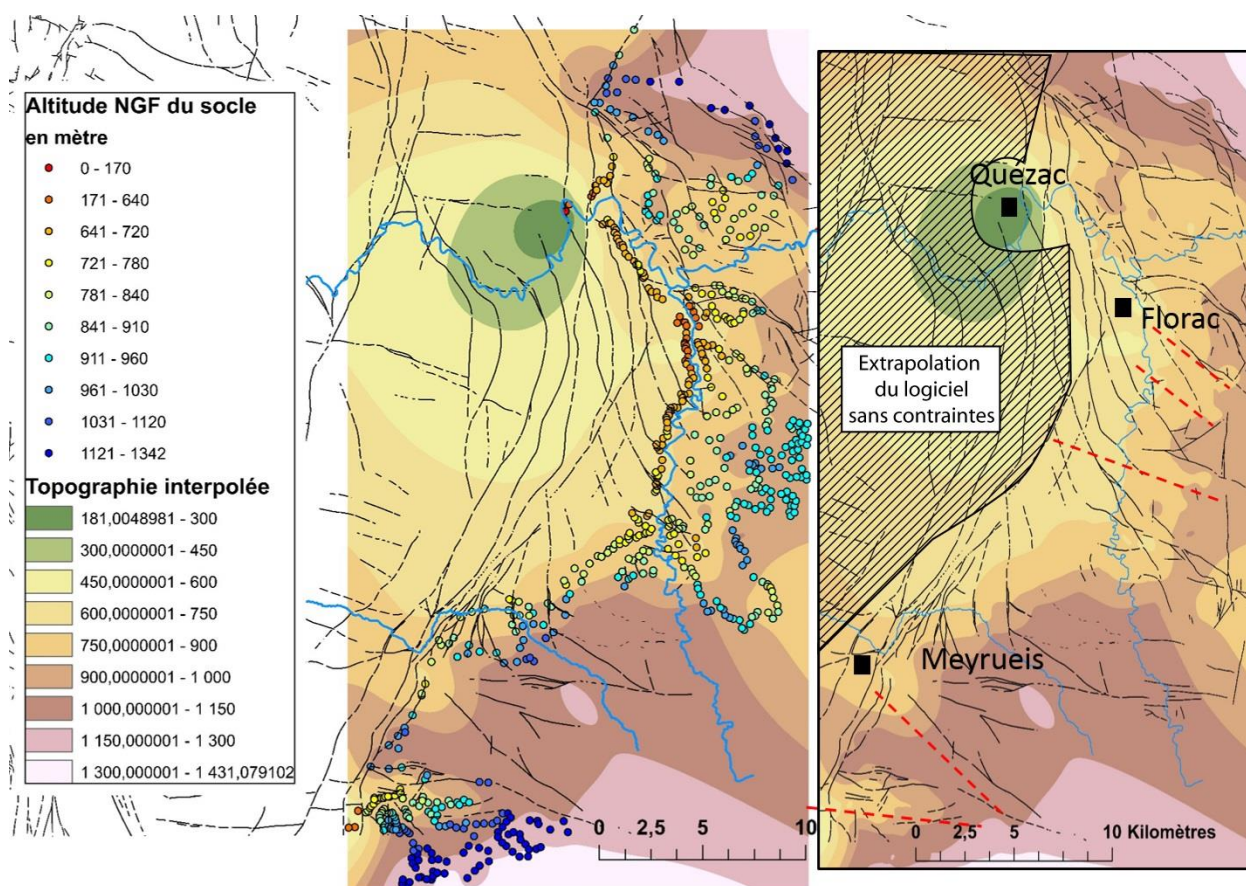 Altitude NGF du socle
en mètre
0 - 170
171 - 640
641 - 720
721 - 780
781 - 840
841 - 910
911 - 960
961 - 1030
1031 - 1120
1121 - 1342
Topographie interpolée
181,0048981 - 300
300,0000001 - 450
450,0000001 - 600
600,0000001 - 750
750,0000001 - 900
900,0000001 - 1 000
1 000,000001 - 1 150
1 150,000001 - 1 300
1 300,000001 - 1 431,079102
0 2,5 5 10
Quezac
Florac
Extrapolation
du logiciel
sans contraintes
Meyrueis
0 2,5 5 10 Kilomètres